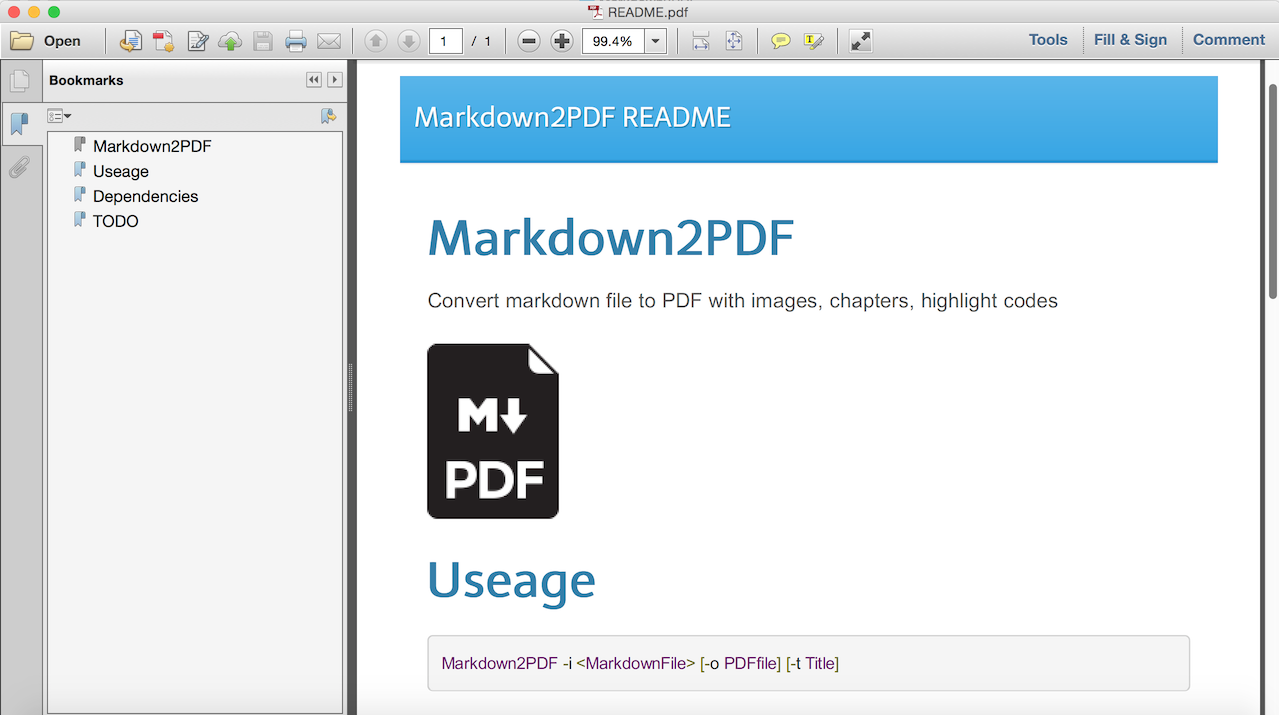 README.pdf
Open
1 / 1
99.4%
Tools
Fill & Sign
Comment
Bookmarks
Markdown2PDF
Useage
Dependencies
TODO
Markdown2PDF README
Markdown2PDF
Convert markdown file to PDF with images, chapters, highlight codes
M
PDF
Useage
Markdown2PDF -i <MarkdownFile> [-o PDFfile] [-t Title]